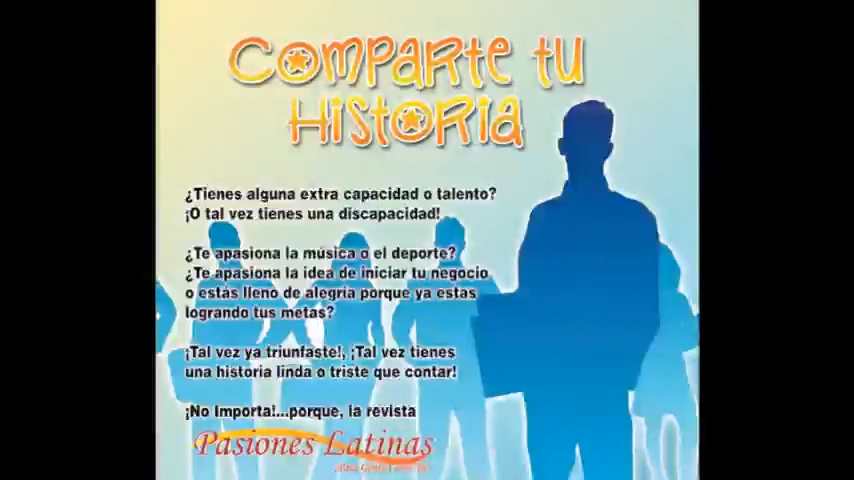 Comparte tu
Historia
¿Tienes alguna extra capacidad o talento?
¡O tal vez tienes una discapacidad!
¿Te apasiona la música o el deporte?
¿Te apasiona la idea de iniciar tu negocio
o estás lleno de alegría porque ya estas
logrando tus metas?
¡Tal vez ya triunfaste!, ¡Tal vez tienes
una historia linda o triste que contar!
¡No Importa!...porque, la revista
Pasiones Latinas